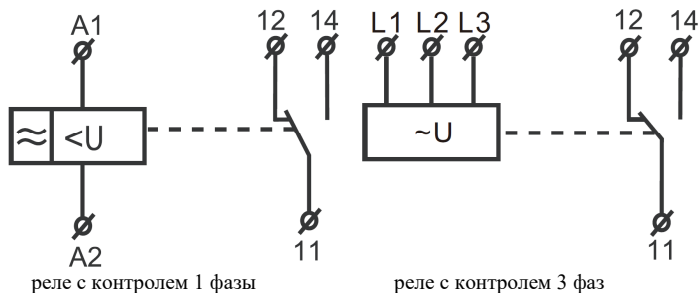 A1 12 14 L1 L2 L3 12 14
≈ <U ~U
A2 11 11
реле с контролем 1 фазы реле с контролем 3 фаз